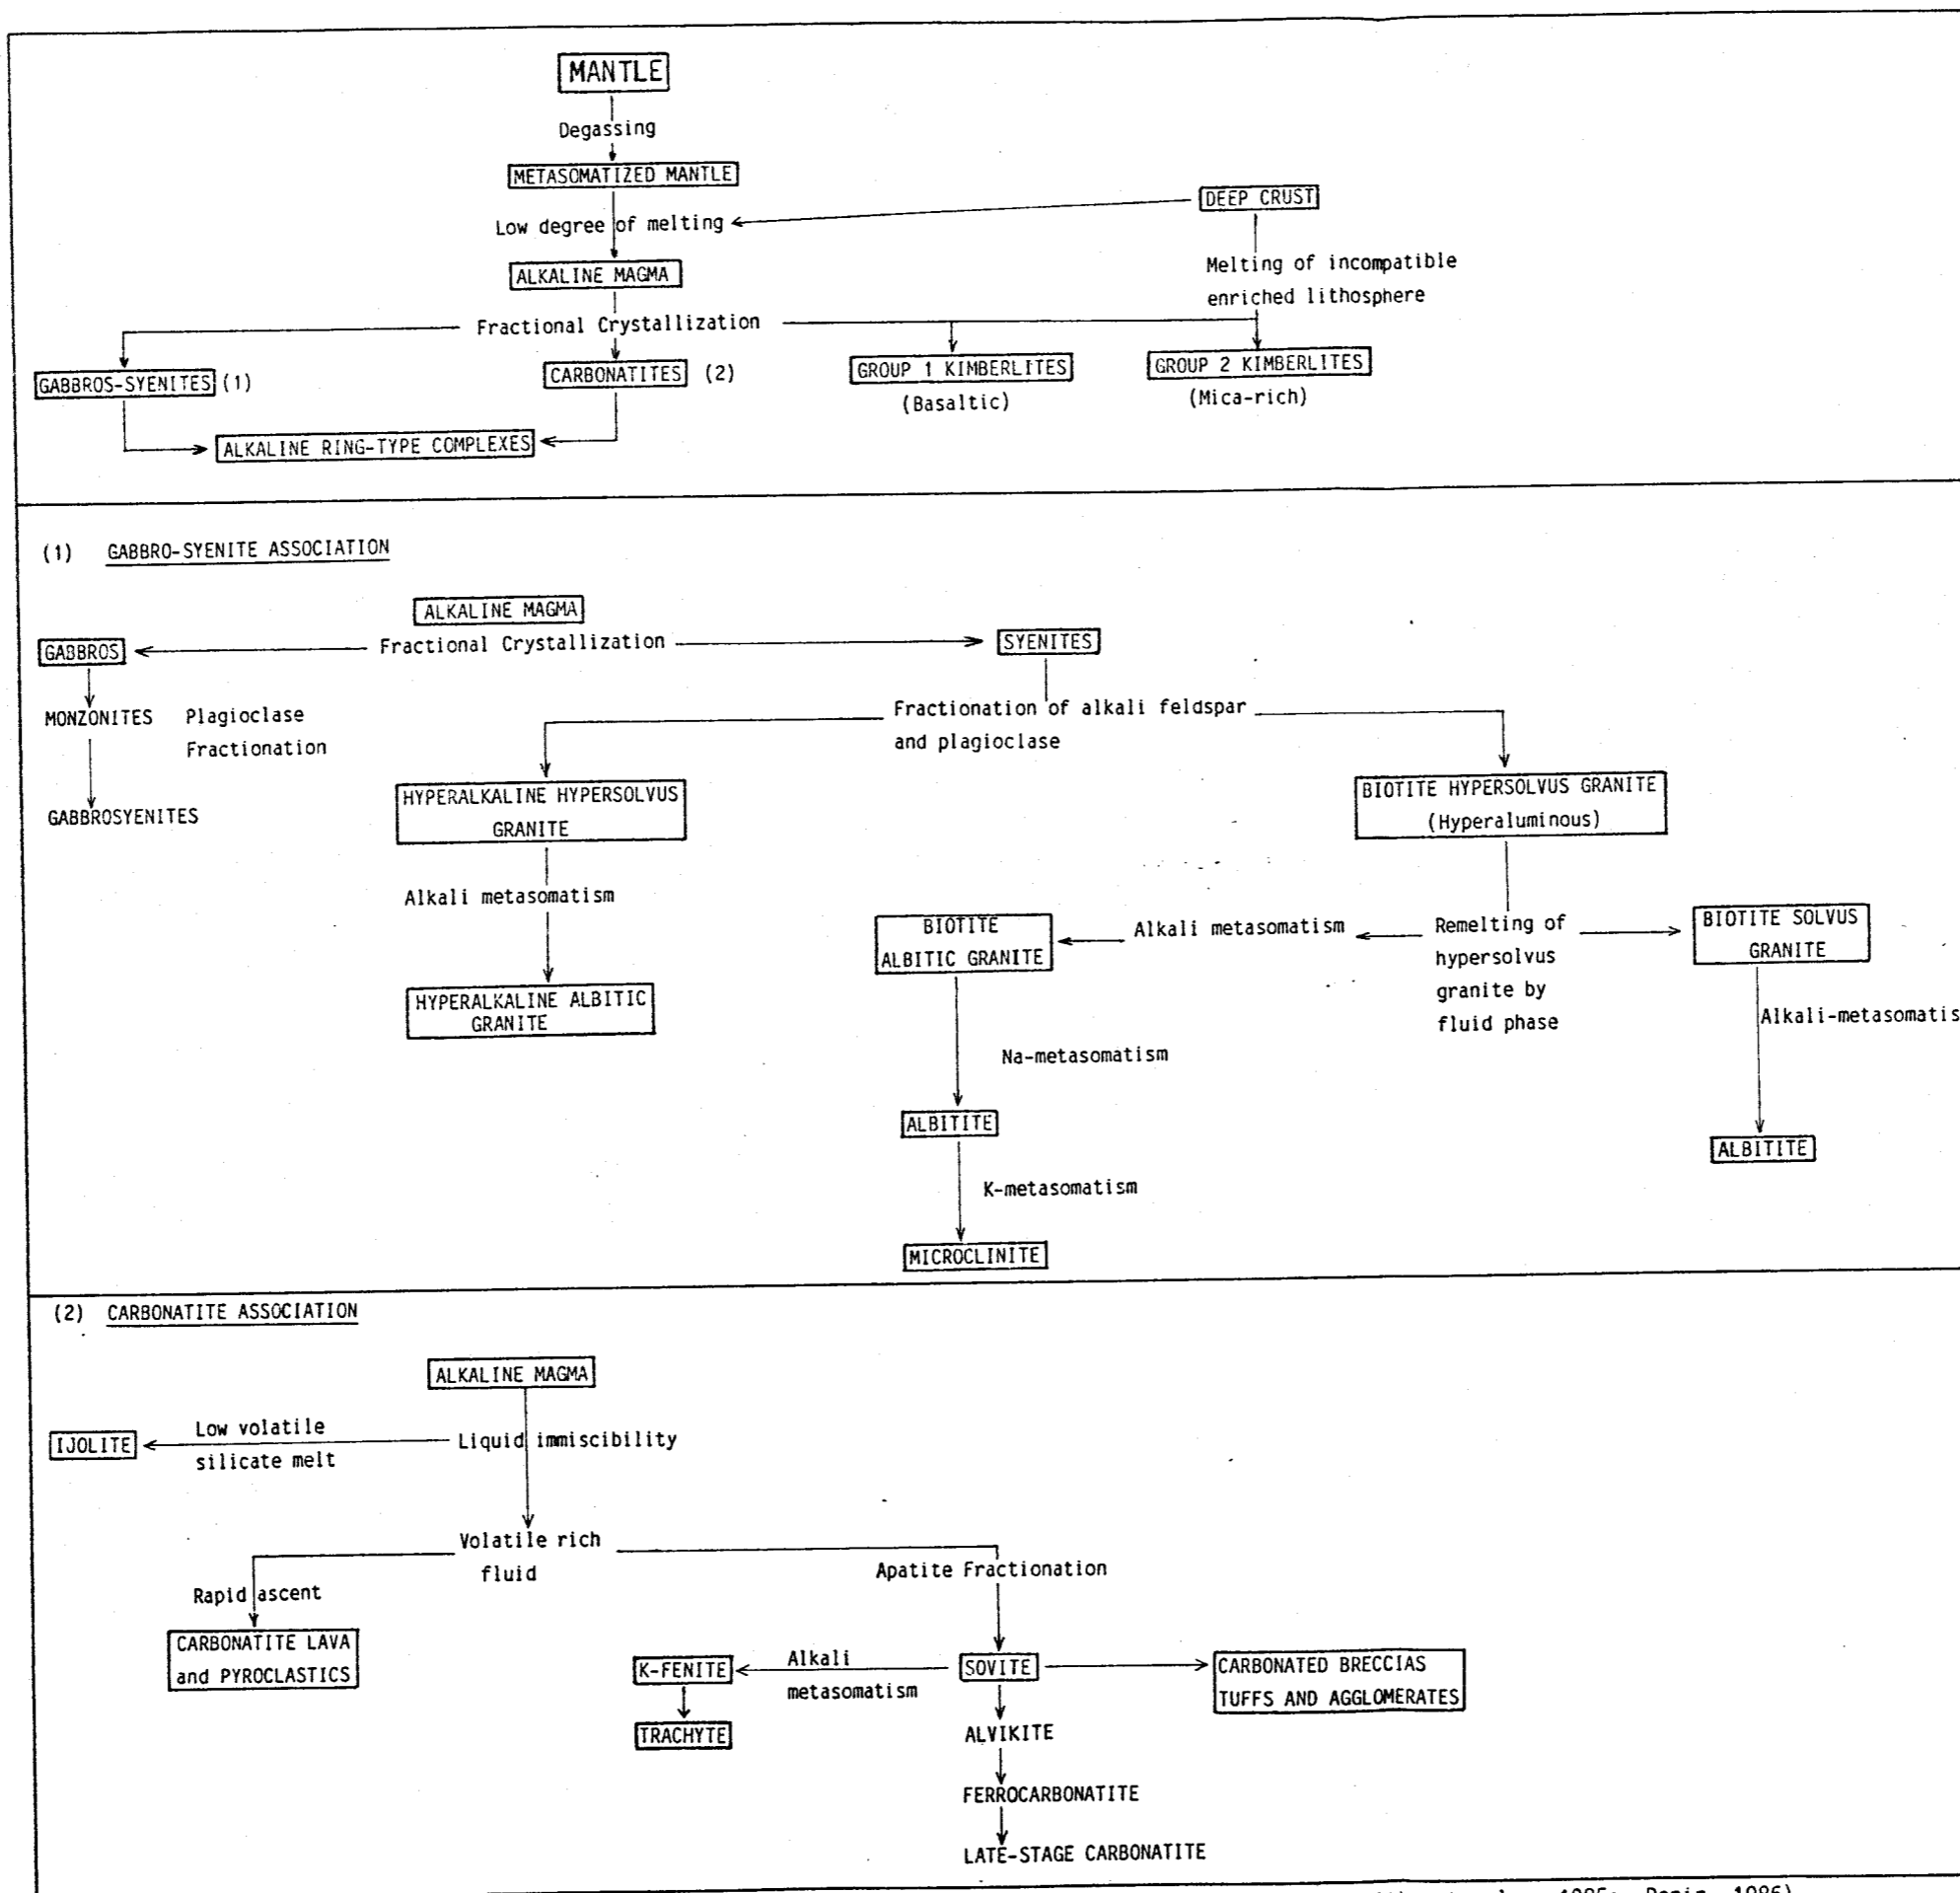 MANTLE
Degassing
METASOMATIZED MANTLE
DEEP CRUST
Low degree of melting
ALKALINE MAGMA
Melting of incompatible
enriched lithosphere
Fractional Crystallization
GABBROS-SYENITES (1)
CARBONATITES (2)
GROUP 1 KIMBERLITES
(Basaltic)
GROUP 2 KIMBERLITES
(Mica-rich)
ALKALINE RING-TYPE COMPLEXES
(1) GABBRO-SYENITE ASSOCIATION
ALKALINE MAGMA
GABBROS
Fractional Crystallization
SYENITES
MONZONITES
Plagioclase
Fractionation
GABBROSYENITES
Fractionation of alkali feldspar
and plagioclase
HYPERALKALINE HYPERSOLVUS
GRANITE
BIOTITE HYPERSOLVUS GRANITE
(Hyperaluminous)
Alkali metasomatism
HYPERALKALINE ALBITIC
GRANITE
BIOTITE
ALBITIC GRANITE
Alkali metasomatism
Remelting of
hypersolvus
granite by
fluid phase
BIOTITE SOLVUS
GRANITE
Alkali-metasomatis
Na-metasomatism
ALBITITE
ALBITITE
K-metasomatism
MICROCLINITE
(2) CARBONATITE ASSOCIATION
ALKALINE MAGMA
IJOLITE
Low volatile
silicate melt
Liquid immiscibility
Volatile rich
fluid
Rapid ascent
Apatite Fractionation
CARBONATITE LAVA
and PYROCLASTICS
K-FENITE
Alkali
metasomatism
SOVITE
CARBONATED BRECCIAS
TUFFS AND AGGLOMERATES
TRACHYTE
ALVIKITE
FERROCARBONATITE
LATE-STAGE CARBONATITE
1985; 1986)